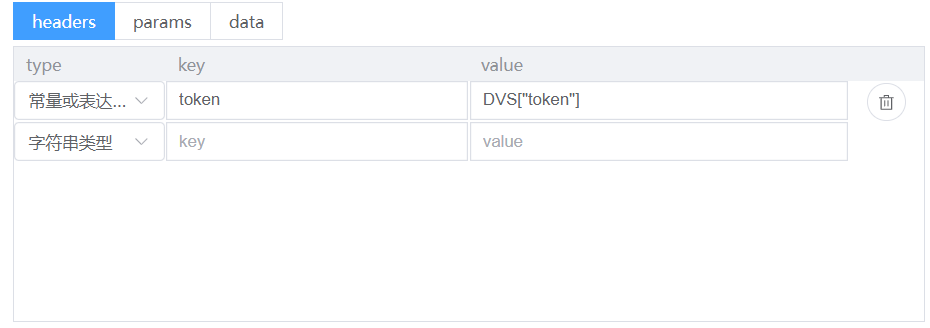 headers params data
type key value
常量或表达... token DVS["token"]
字符串类型 key value